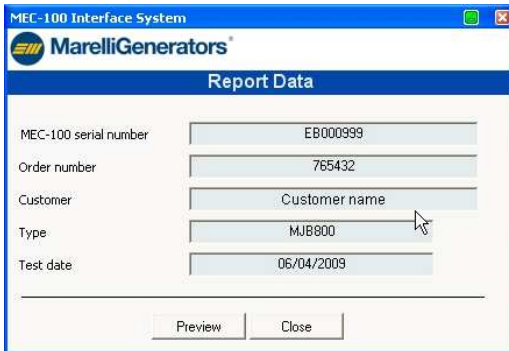 MEC-100 Interface System
MarelliGenerators®
Report Data
MEC-100 serial number EB000999
Order number 765432
Customer Customer name
Type MJB800
Test date 06/04/2009
Preview Close